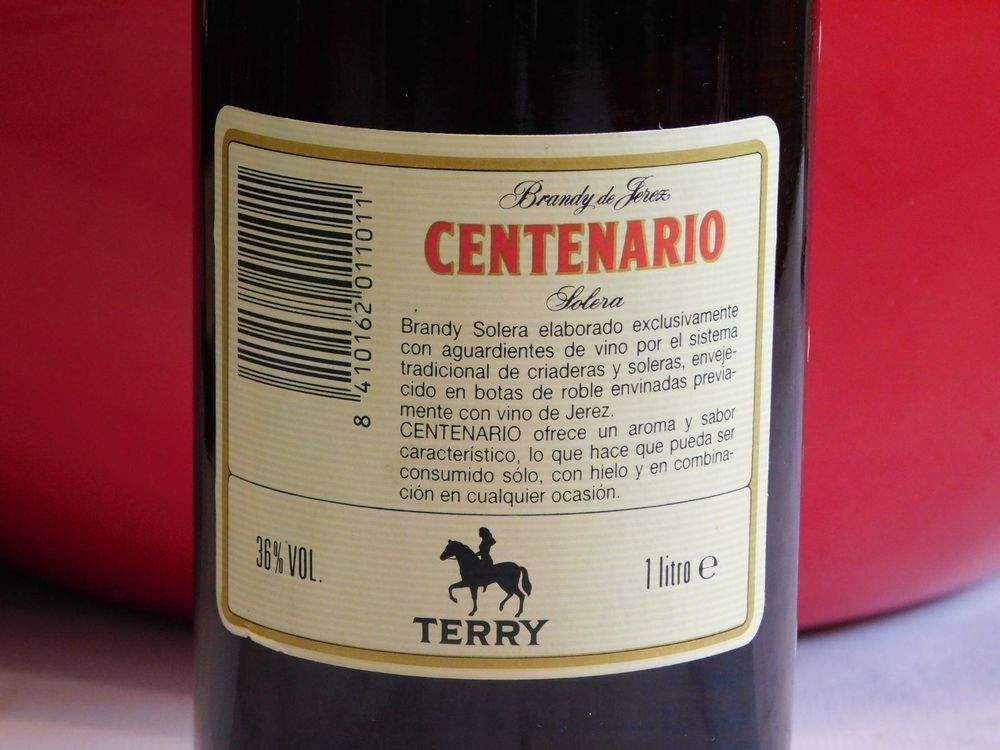 Brandy de Jerez
CENTENARIO
Solera
Brandy Solera elaborado exclusivamente
con aguardientes de vino por el sistema
tradicional de criaderas y soleras, enveje-
cido en botas de roble envinadas previa-
mente con vino de Jerez.
CENTENARIO ofrece un aroma y sabor
característico, lo que hace que pueda ser
consumido sólo, con hielo y en combina-
ción en cualquier ocasión.
8 410162 011011
36% VOL.
TERRY
1 litro ℮